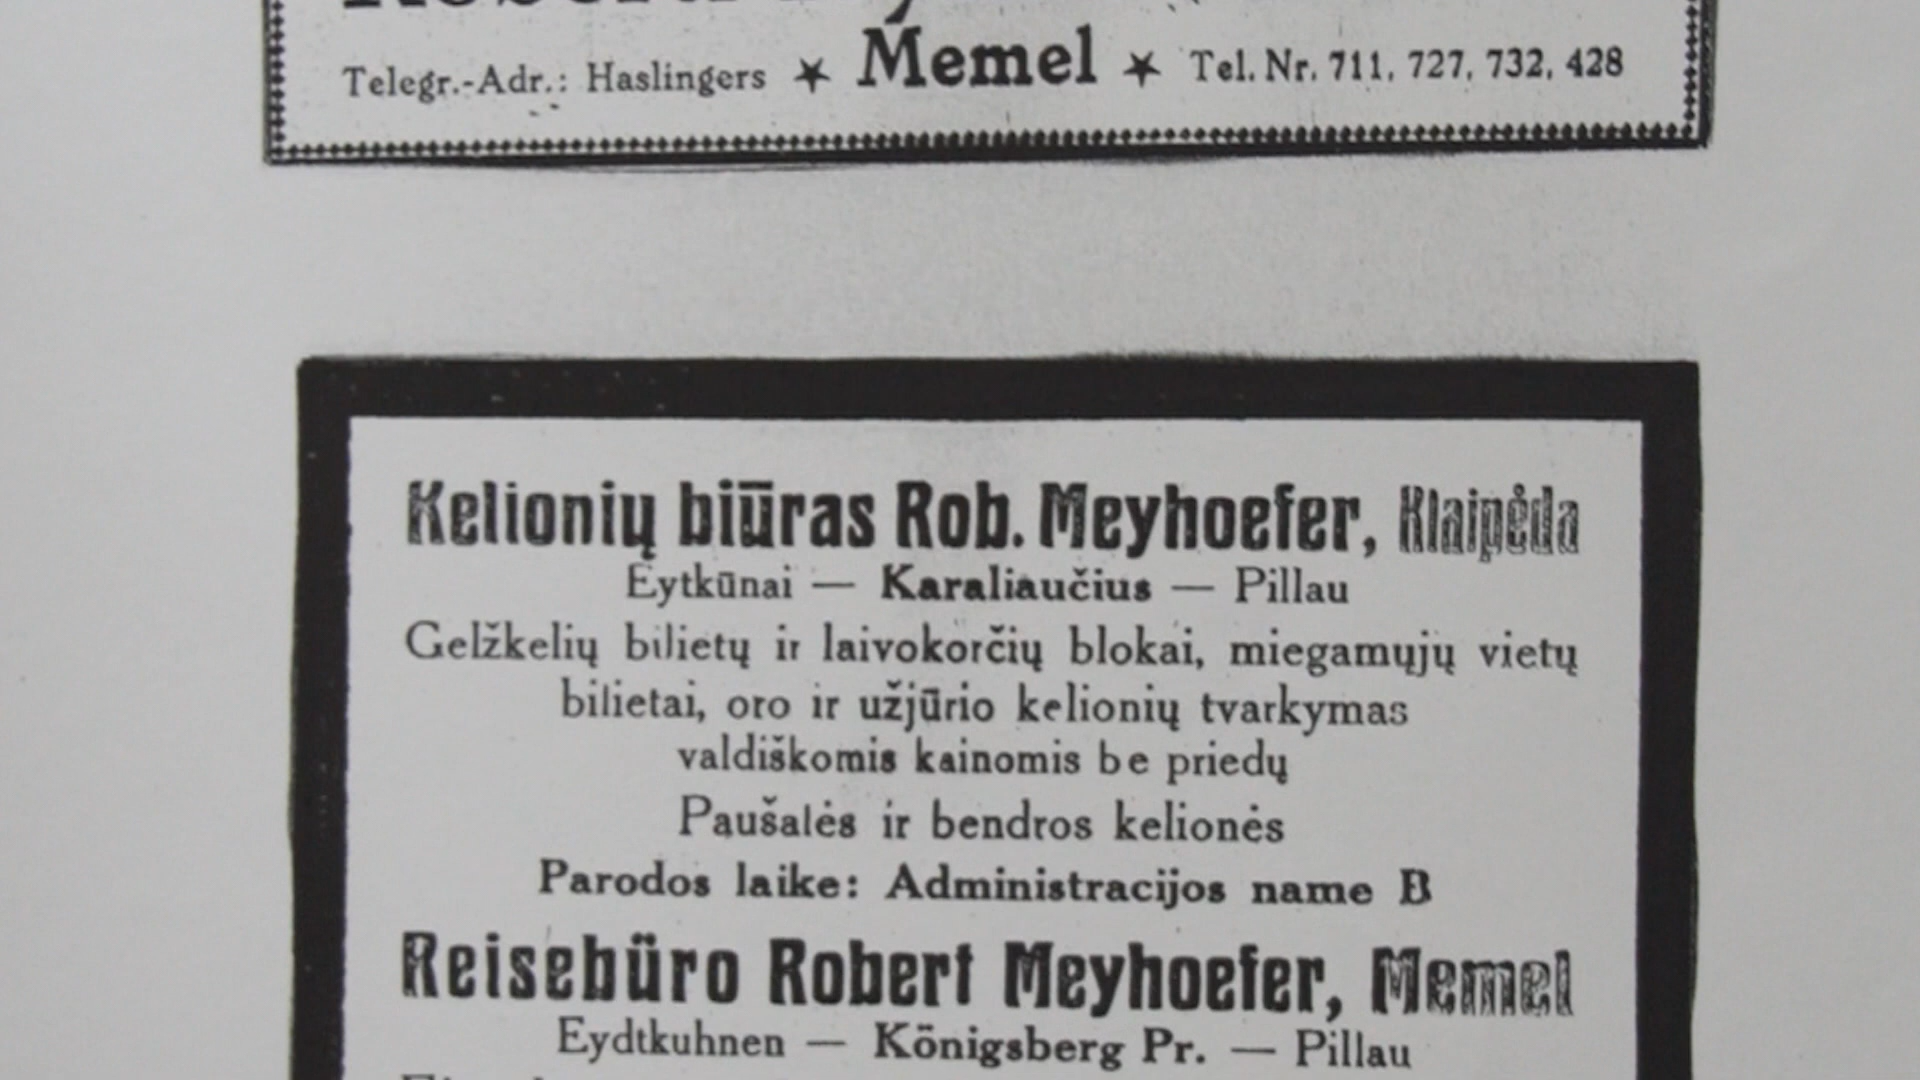 Telegr.-Adr.: Haslingers ★ Memel ★ Tel. Nr. 711, 727, 732, 428
Kelionių biūras Rob. Meyhoefer, Klaipėda
Eytkūnai — Karaliaučius — Pillau
Gelžkelių bilietų ir laivokorčių blokai, miegamųjų vietų
bilietai, oro ir užjūrio kelionių tvarkymas
valdiškomis kainomis be priedų
Paušalės ir bendros kelionės
Parodos laike: Administracijos name B
Reisebüro Robert Meyhoefer, Memel
Eydtkuhnen — Königsberg Pr. — Pillau